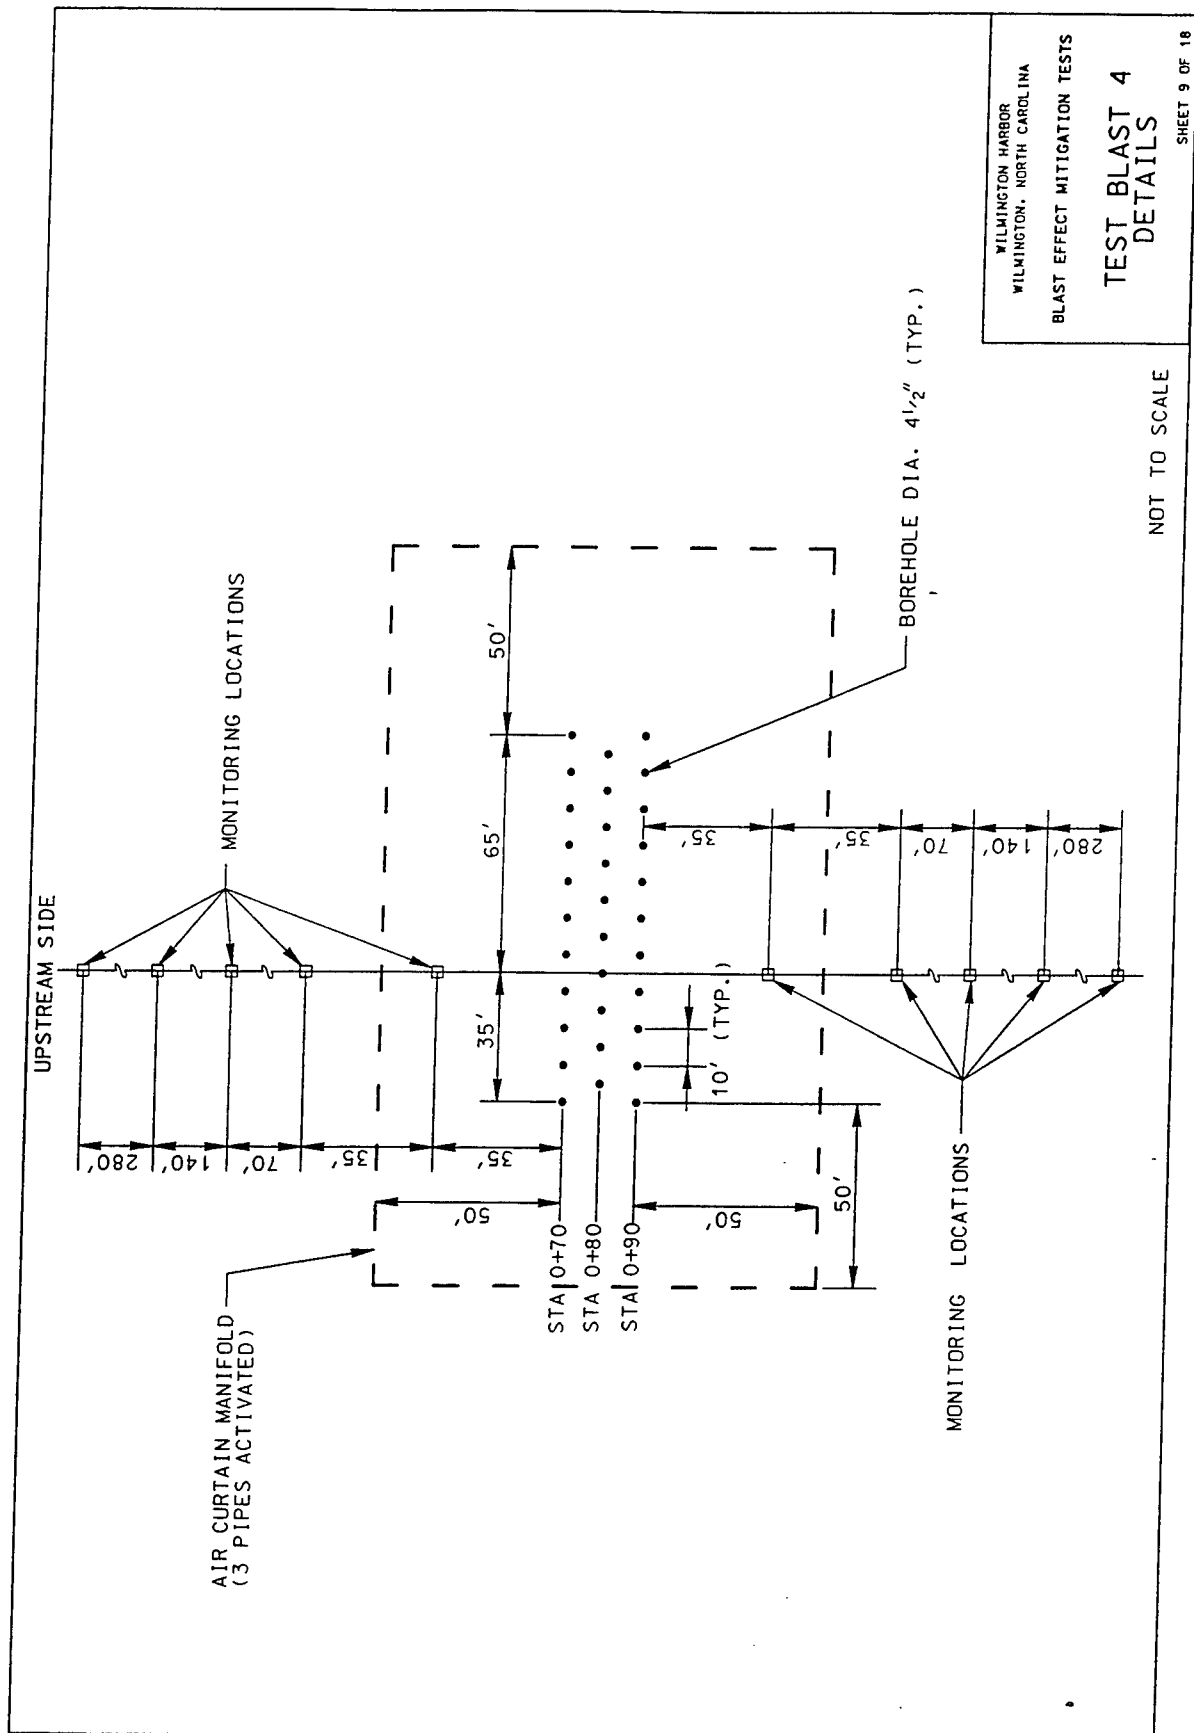 UPSTREAM SIDE
MONITORING LOCATIONS
280'
140'
70'
35'
35'
50'
AIR CURTAIN MANIFOLD
(3 PIPES ACTIVATED)
35'
65'
50'
STA 0+70
STA 0+80
STA 0+90
10' (TYP.)
50'
50'
35'
35'
70'
140'
280'
MONITORING LOCATIONS
BOREHOLE DIA. 4 1/2" (TYP.)
NOT TO SCALE
WILMINGTON HARBOR
WILMINGTON, NORTH CAROLINA
BLAST EFFECT MITIGATION TESTS
TEST BLAST 4
DETAILS
SHEET 9 OF 18